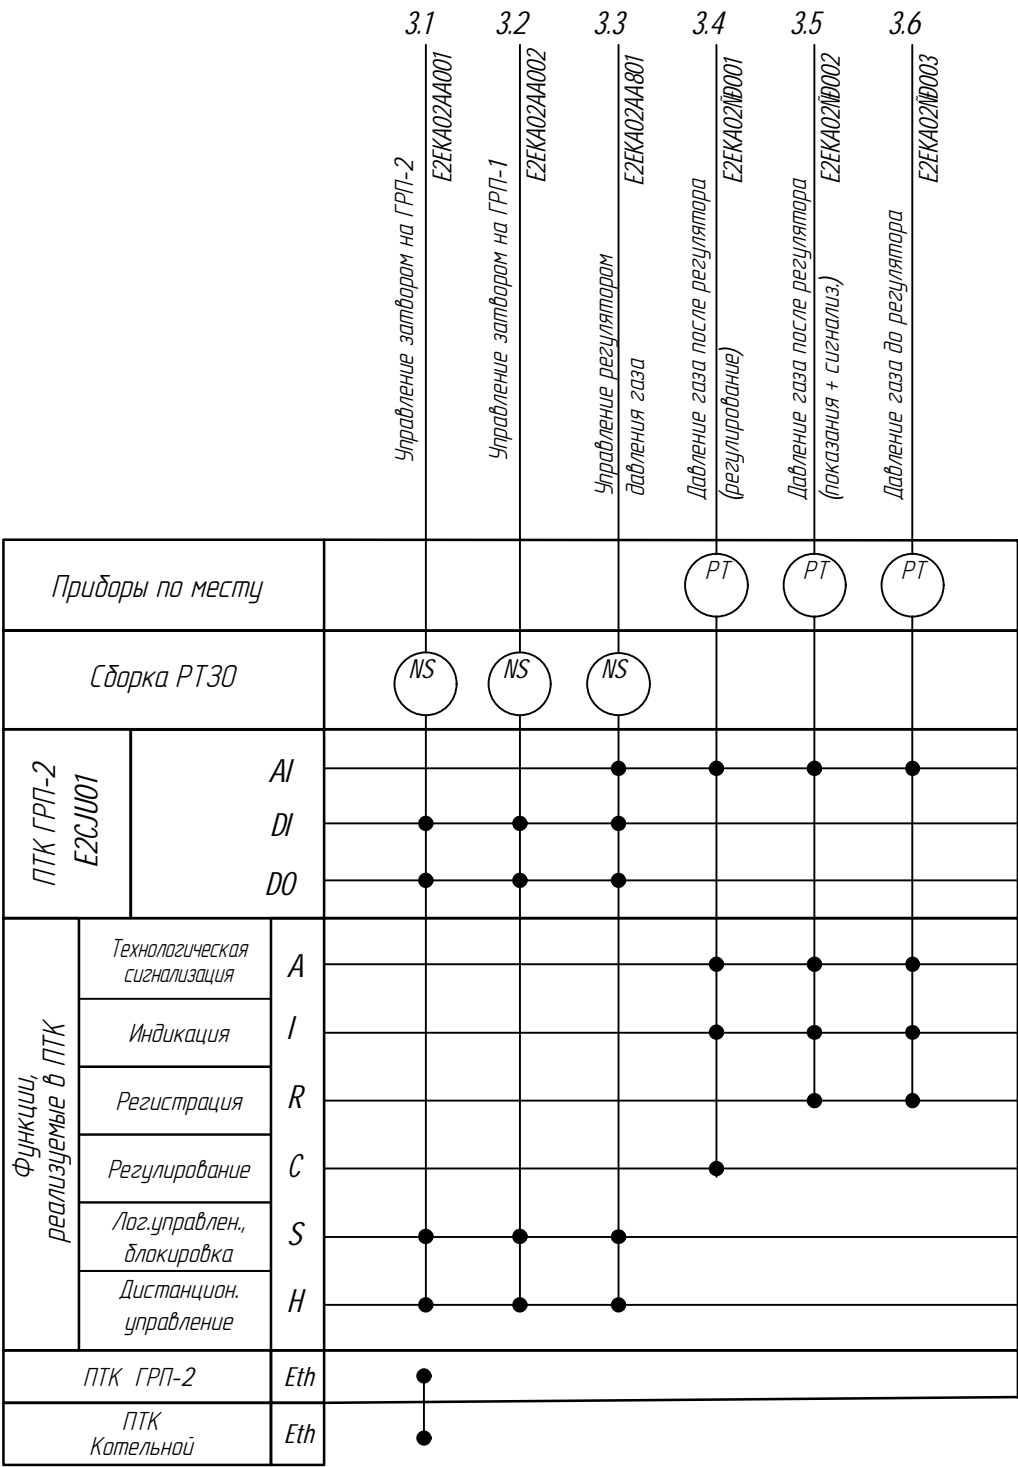 3.1
3.2
3.3
3.4
3.5
3.6
Управление затвором на ГРП-2
E2EKA02AA001
Управление затвором на ГРП-1
E2EKA02AA002
Управление регулятором
давления газа
E2EKA02AA801
Давление газа после регулятора
(регулирование)
Давление газа после регулятора
(показания + сигнализ.)
Давление газа до регулятора
Приборы по месту
PT
PT
PT
Сборка РТЗО
NS
NS
NS
ПТК ГРП-2
E2CJU01
AI
DI
DO
Функции,
реализуемые в ПТК
Технологическая
сигнализация
A
Индикация
I
Регистрация
R
Регулирование
C
Лог.управлен.,
блокировка
S
Дистанцион.
управление
H
ПТК ГРП-2
Eth
ПТК
Котельной
Eth